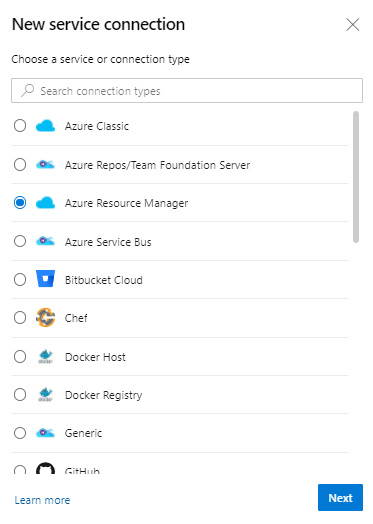 New service connection
Choose a service or connection type
Search connection types
Azure Classic
Azure Repos/Team Foundation Server
Azure Resource Manager
Azure Service Bus
Bitbucket Cloud
Chef
Docker Host
Docker Registry
Generic
GitHub
Learn more
Next